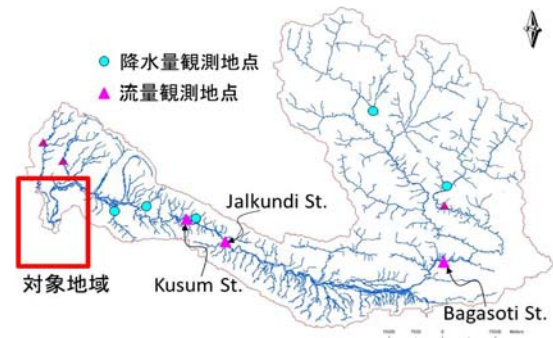 降水量観測地点
流量観測地点
Jalkundi St.
対象地域
Kusum St.
Bagasoti St.